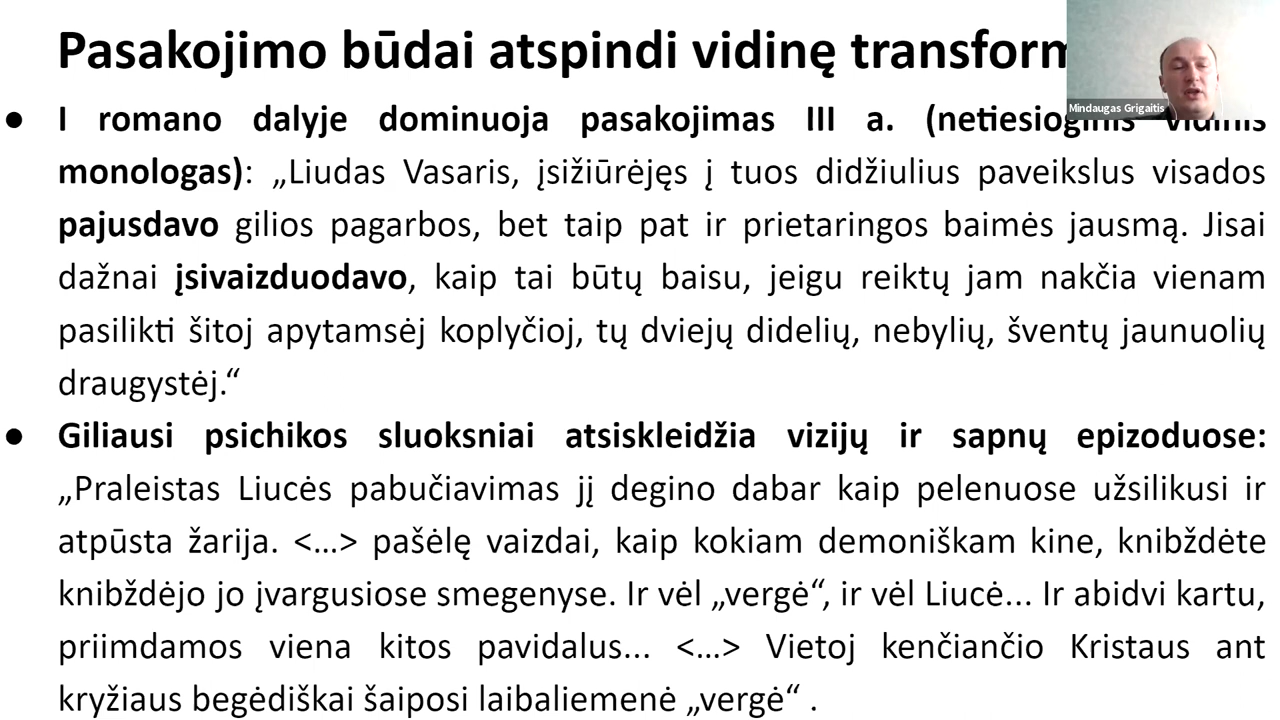 Pasakojimo būdai atspindi vidinę transform
Mindaugas Grigaitis
● I romano dalyje dominuoja pasakojimas III a. (netiesioginis vidinis
monologas): „Liudas Vasaris, įsižiūrėjęs į tuos didžiulius paveikslus visados
pajusdavo gilios pagarbos, bet taip pat ir prietaringos baimės jausmą. Jisai
dažnai įsivaizduodavo, kaip tai būtų baisu, jeigu reiktų jam nakčia vienam
pasilikti šitoj apytamsėj koplyčioj, tų dviejų didelių, nebylių, šventų jaunuolių
draugystėj.“
● Giliausi psichikos sluoksniai atsiskleidžia vizijų ir sapnų epizoduose:
„Praleistas Liucės pabučiavimas jį degino dabar kaip pelenuose užsilikusi ir
atpūsta žarija. <...> pašėlę vaizdai, kaip kokiam demoniškam kine, knibždėte
knibždėjo jo įvargusiose smegenyse. Ir vėl „vergė“, ir vėl Liucė... Ir abidvi kartu,
priimdamos viena kitos pavidalus... <...> Vietoj kenčiančio Kristaus ant
kryžiaus begėdiškai šaiposi laibaliemenė „vergė“ .